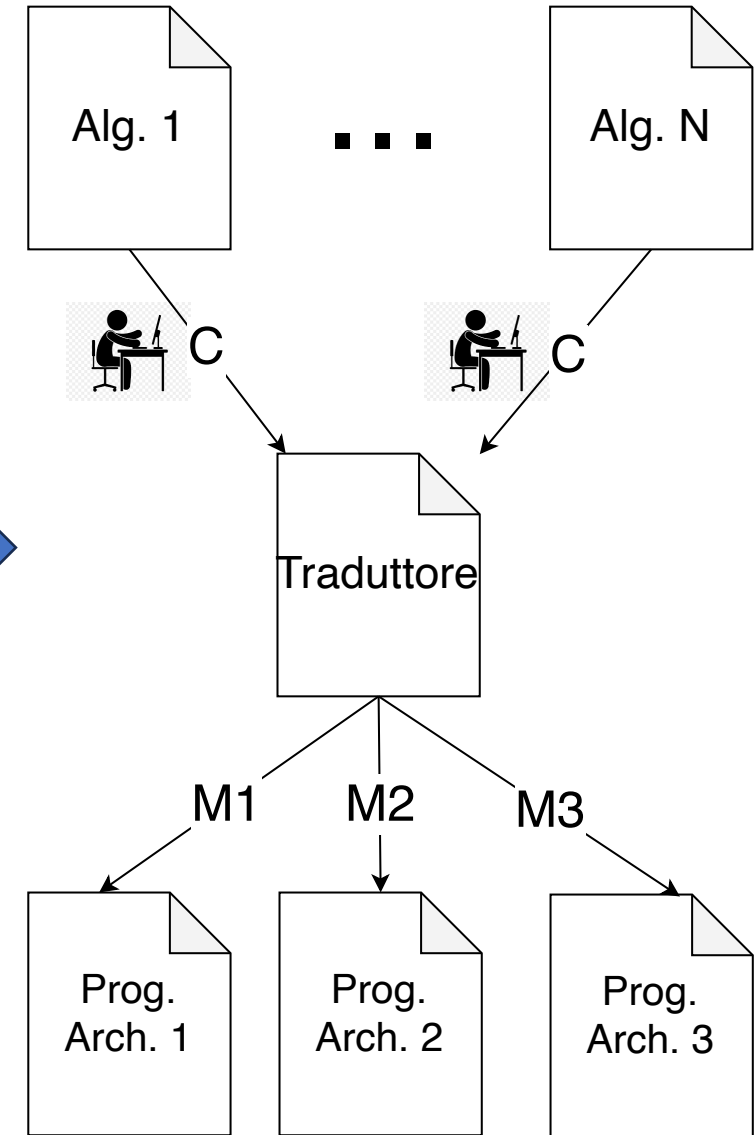 Alg. 1
...
Alg. N
C
C
Traduttore
M1
M2
M3
Prog.
Arch. 1
Prog.
Arch. 2
Prog.
Arch. 3